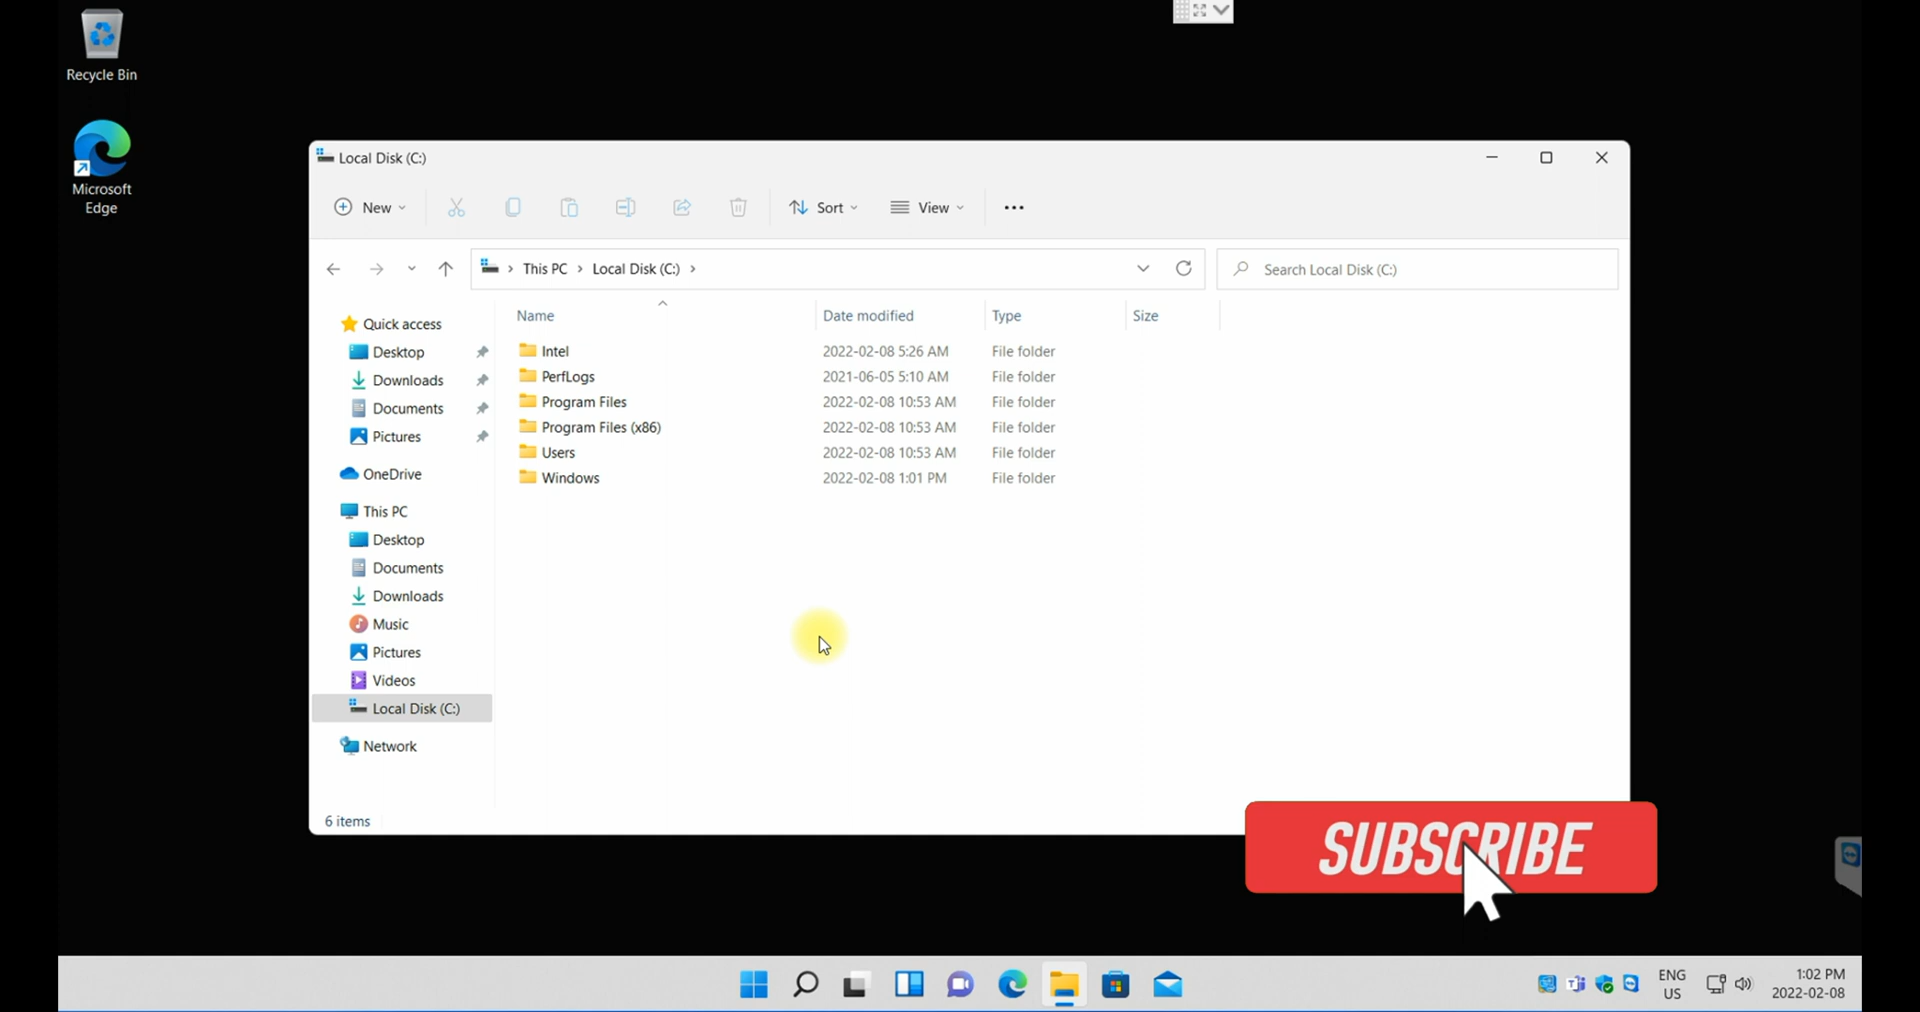 Recycle Bin
Microsoft
Edge
Local Disk (C:)
New
Sort
View
This PC
Local Disk (C:)
Search Local Disk (C:)
Name
Date modified
Type
Size
Quick access
Desktop
Downloads
Documents
Pictures
OneDrive
This PC
Desktop
Documents
Downloads
Music
Pictures
Videos
Local Disk (C:)
Network
Intel 2022-02-08 5:26 AM File folder
PerfLogs 2021-06-05 5:10 AM File folder
Program Files 2022-02-08 10:53 AM File folder
Program Files (x86) 2022-02-08 10:53 AM File folder
Users 2022-02-08 10:53 AM File folder
Windows 2022-02-08 1:01 PM File folder
6 items
SUBSCRIBE
ENG
US
1:02 PM
2022-02-08